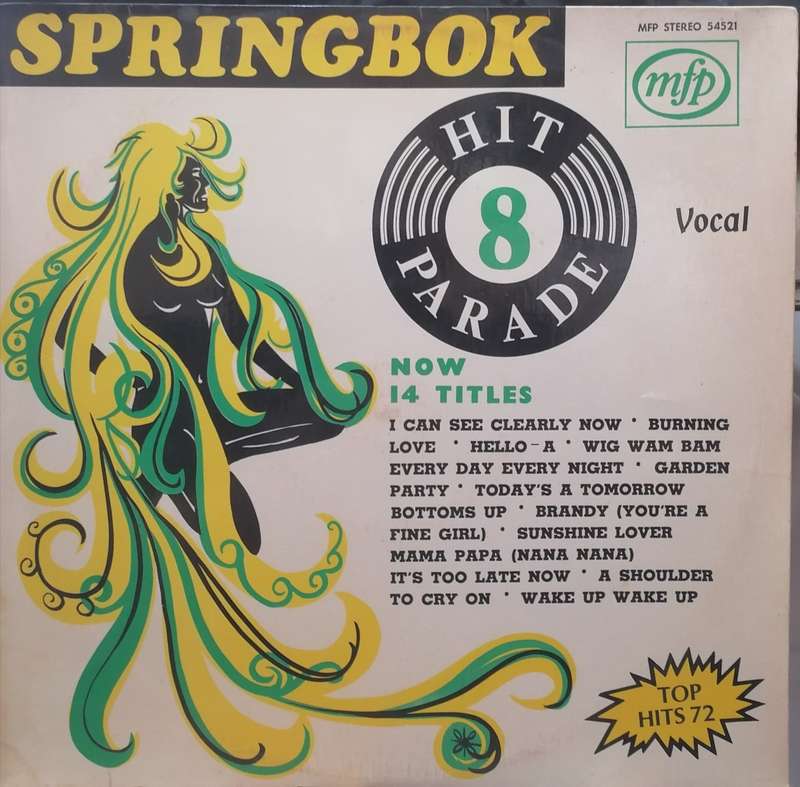 SPRINGBOK
MFP STEREO 54521
mfp
HIT
8
PARADE
Vocal
NOW
14 TITLES
I CAN SEE CLEARLY NOW • BURNING
LOVE • HELLO-A • WIG WAM BAM
EVERY DAY EVERY NIGHT • GARDEN
PARTY • TODAY'S A TOMORROW
BOTTOMS UP • BRANDY (YOU'RE A
FINE GIRL) • SUNSHINE LOVER
MAMA PAPA (NANA NANA)
IT'S TOO LATE NOW • A SHOULDER
TO CRY ON • WAKE UP WAKE UP
TOP
HITS 72